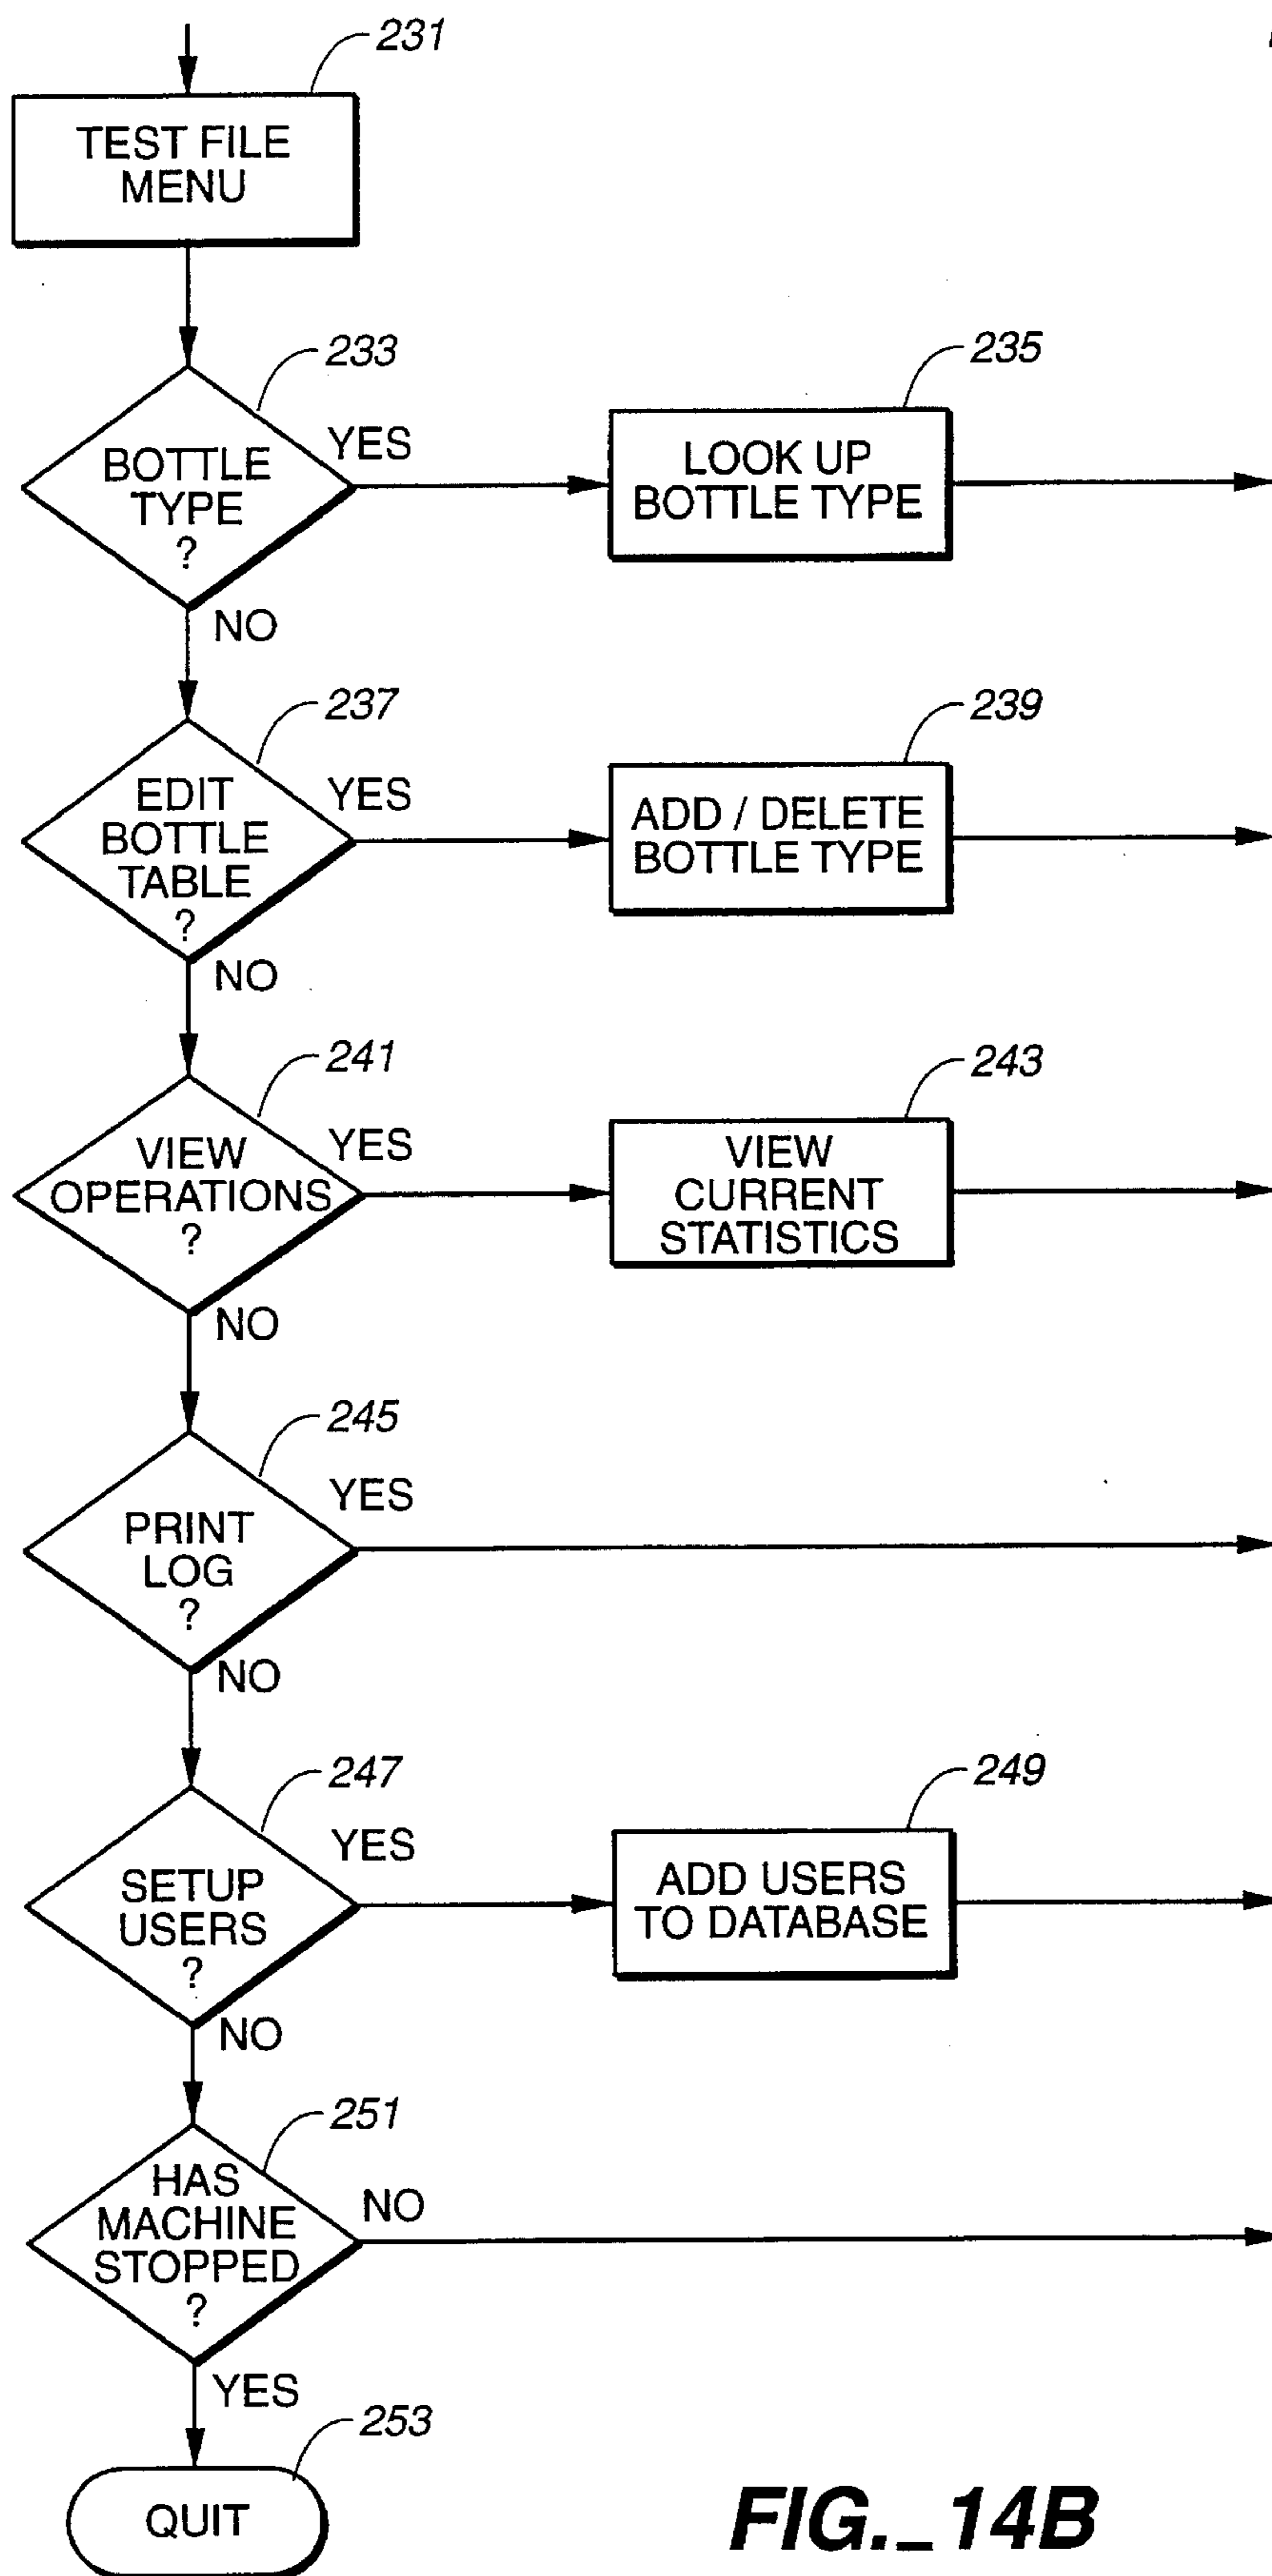 231
TEST FILE
MENU
233
BOTTLE
TYPE
?
YES
NO
235
LOOK UP
BOTTLE TYPE
237
EDIT
BOTTLE
TABLE
?
YES
NO
239
ADD / DELETE
BOTTLE TYPE
241
VIEW
OPERATIONS
?
YES
NO
243
VIEW
CURRENT
STATISTICS
245
PRINT
LOG
?
YES
NO
247
SETUP
USERS
?
YES
NO
249
ADD USERS
TO DATABASE
251
HAS
MACHINE
STOPPED
?
NO
YES
253
QUIT
FIG._14B